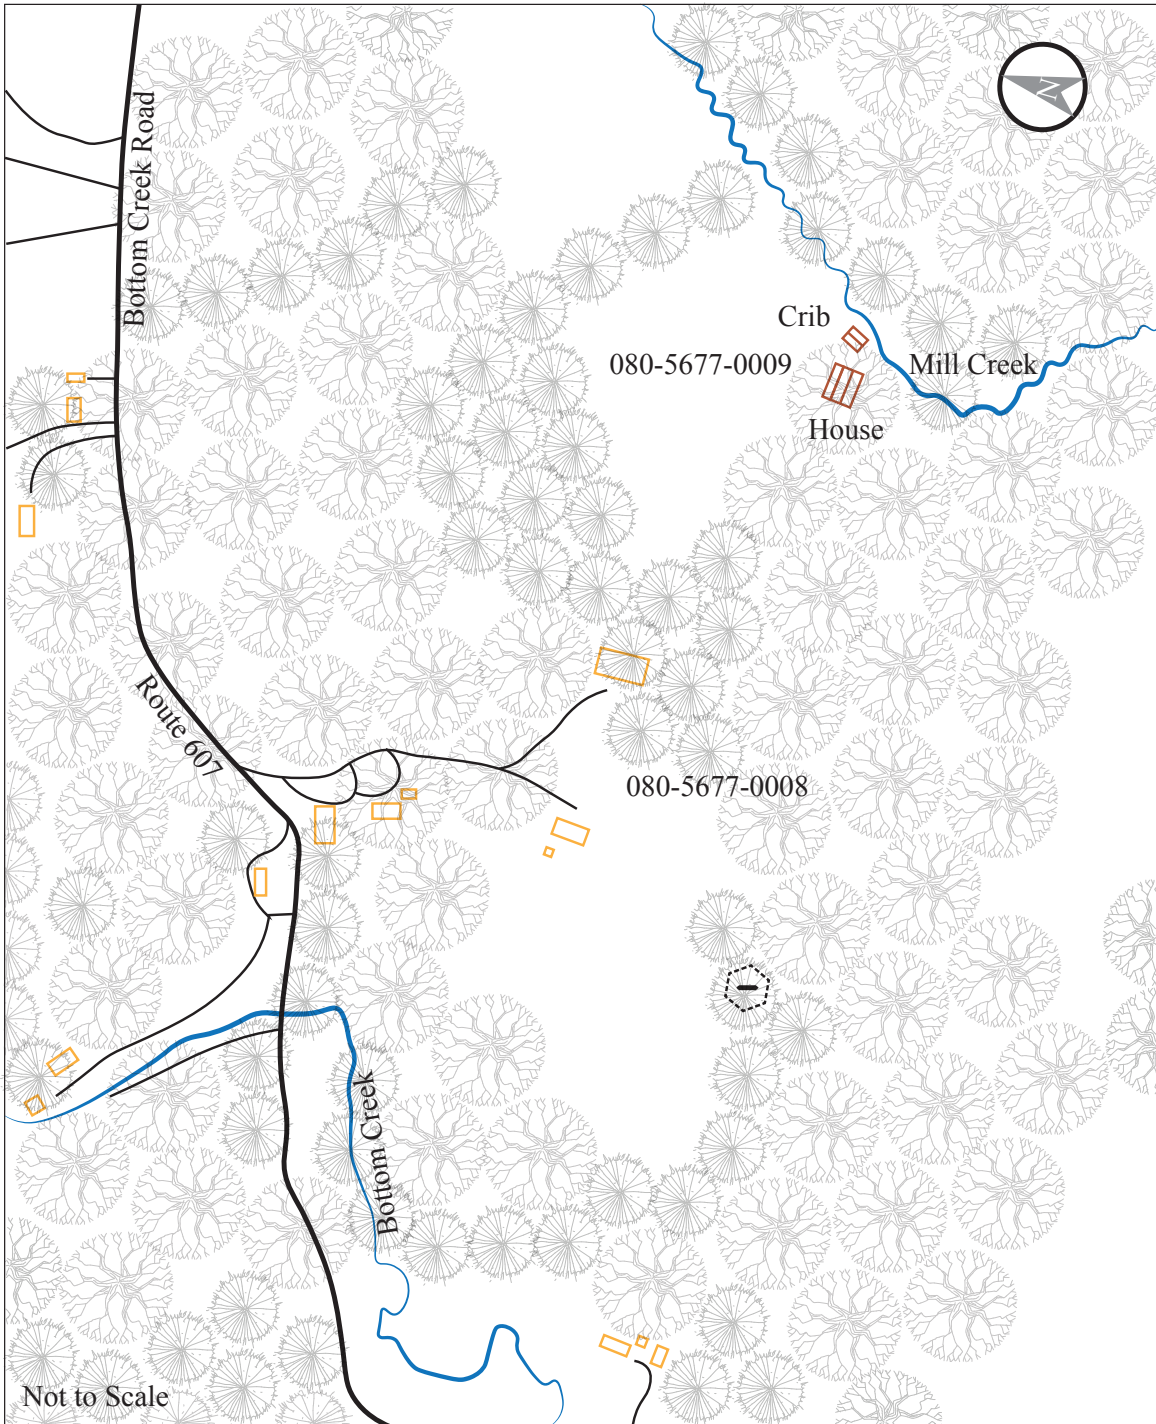 N
Bottom Creek Road
Crib
080-5677-0009
Mill Creek
House
Route 607
080-5677-0008
Bottom Creek
Not to Scale